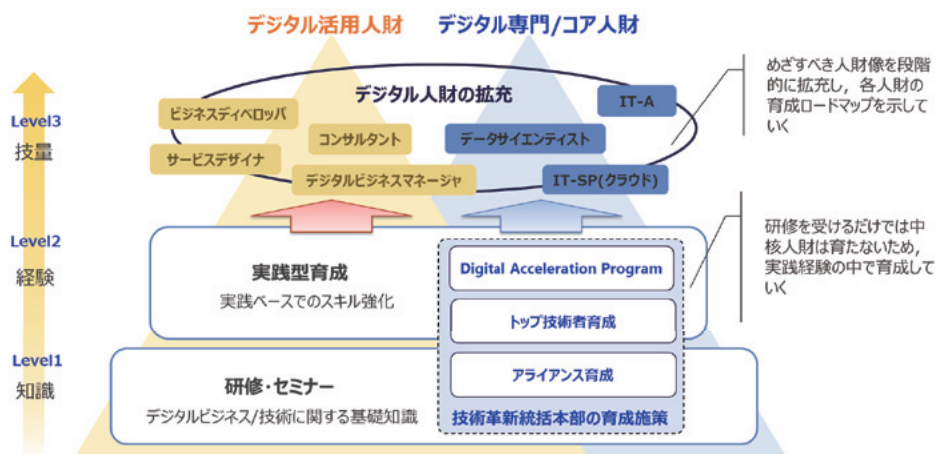 デジタル活用人財
デジタル専門/コア人財
デジタル人財の拡充
Level3
技量
ビジネスディベロッパ
コンサルタント
サービスデザイナ
デジタルビジネスマネージャ
データサイエンティスト
IT-A
IT-SP(クラウド)
めざすべき人財像を段階
的に拡充し，各人財の
育成ロードマップを示して
いく
Level2
経験
実践型育成
実践ベースでのスキル強化
Digital Acceleration Program
トップ技術者育成
アライアンス育成
技術革新統括本部の育成施策
研修を受けるだけでは中
核人財は育たないため，
実践経験の中で育成して
いく
Level1
知識
研修・セミナー
デジタルビジネス/技術に関する基礎知識